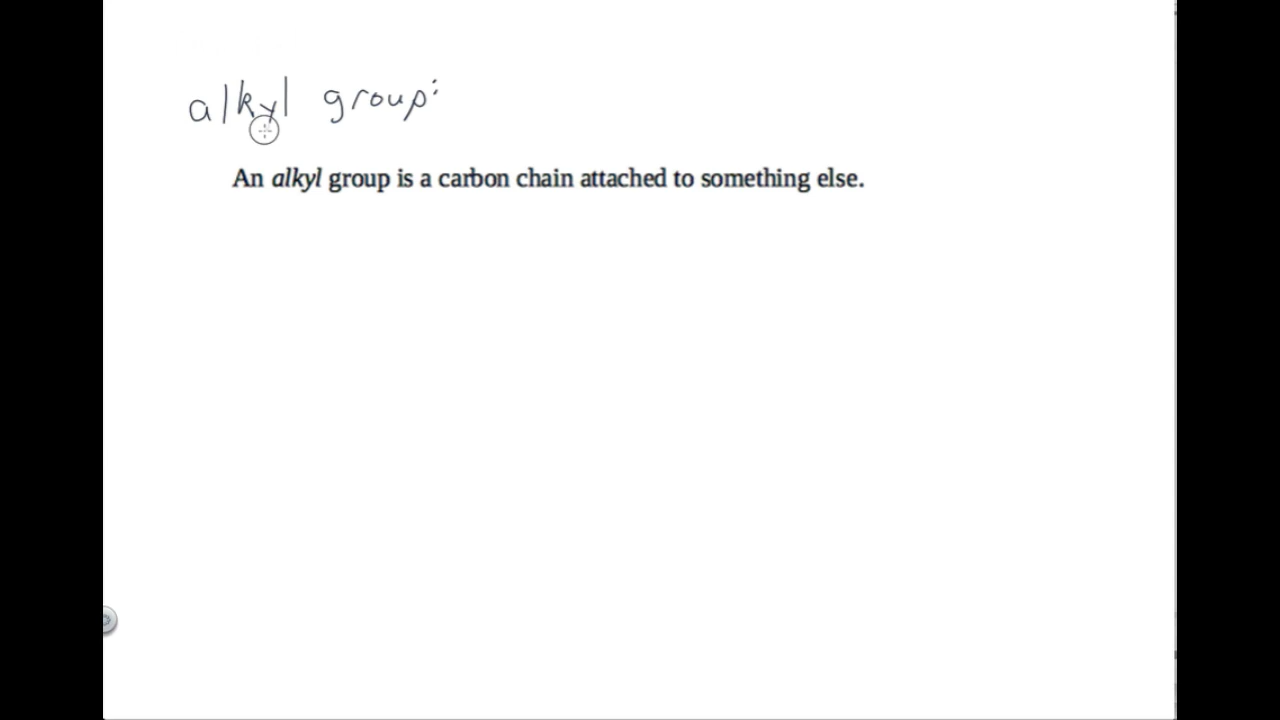 alkyl group:
An alkyl group is a carbon chain attached to something else.